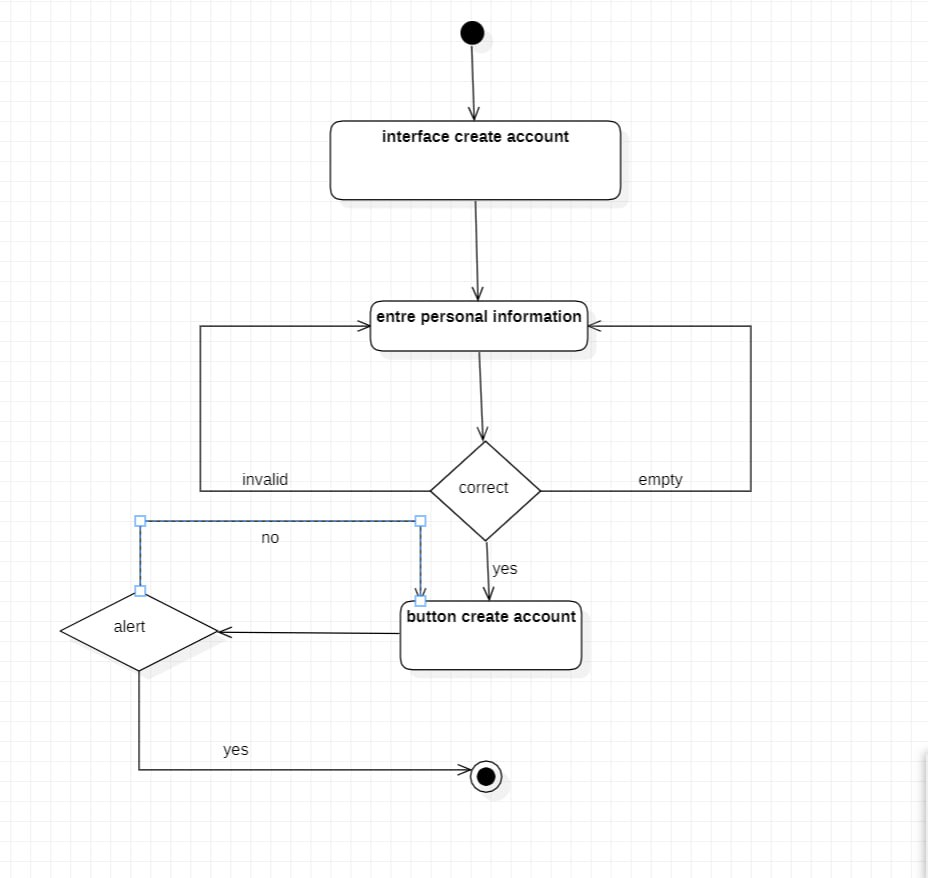 interface create account
entre personal information
invalid
correct
empty
no
yes
button create account
alert
yes